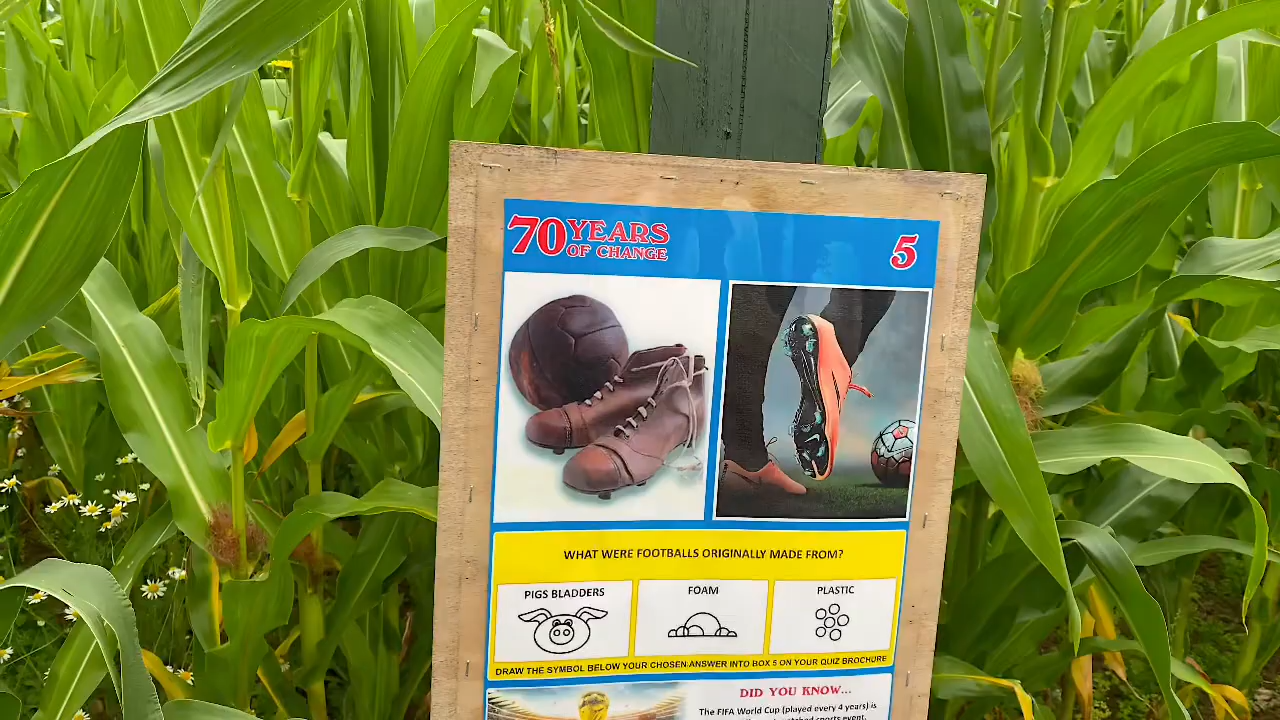 70 YEARS
OF CHANGE
5
WHAT WERE FOOTBALLS ORIGINALLY MADE FROM?
PIGS BLADDERS
FOAM
PLASTIC
DRAW THE SYMBOL BELOW YOUR CHOSEN ANSWER INTO BOX 5 ON YOUR QUIZ BROCHURE
DID YOU KNOW...
The FIFA World Cup (played every 4 years) is
sports event,